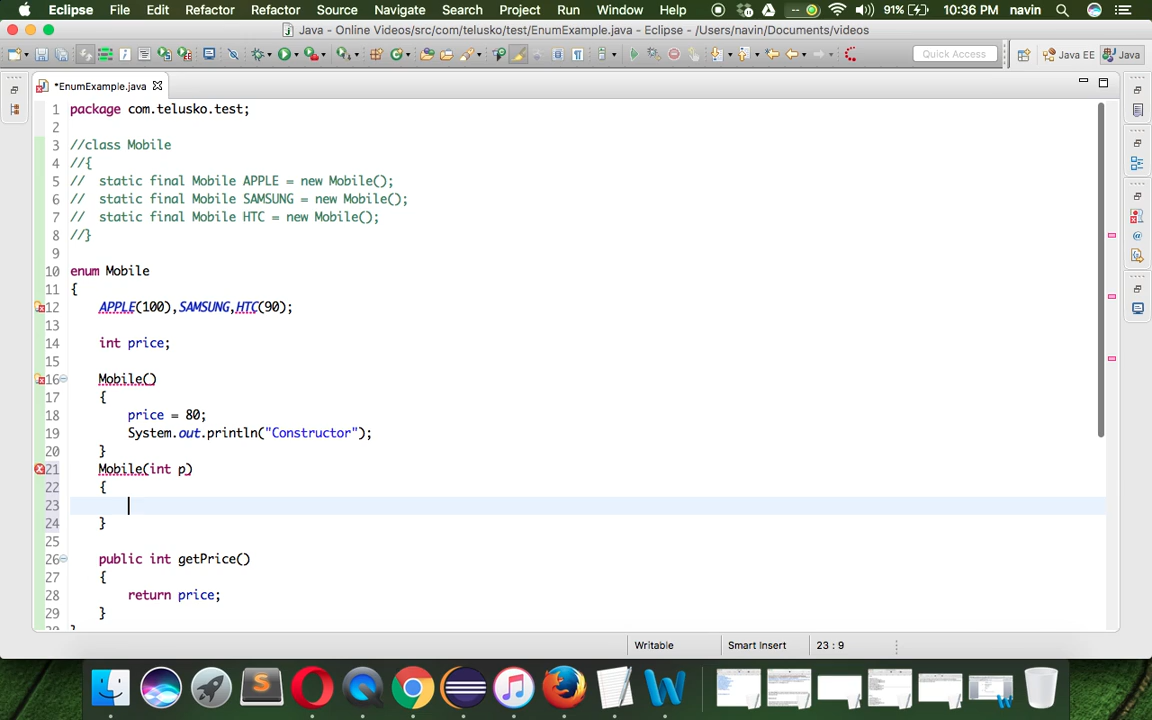 Eclipse File Edit Refactor Refactor Source Navigate Search Project Run Window Help 91% 10:36 PM navin
Java - Online Videos/src/com/telusko/test/EnumExample.java - Eclipse - /Users/navin/Documents/videos
Quick Access Java EE Java
*EnumExample.java
1 package com.telusko.test;
2
3 //class Mobile
4 //{
5 // static final Mobile APPLE = new Mobile();
6 // static final Mobile SAMSUNG = new Mobile();
7 // static final Mobile HTC = new Mobile();
8 //}
9
10 enum Mobile
11 {
12 APPLE(100),SAMSUNG,HTC(90);
13
14 int price;
15
16 Mobile()
17 {
18 price = 80;
19 System.out.println("Constructor");
20 }
21 Mobile(int p)
22 {
23
24 }
25
26 public int getPrice()
27 {
28 return price;
29 }
Writable Smart Insert 23 : 9